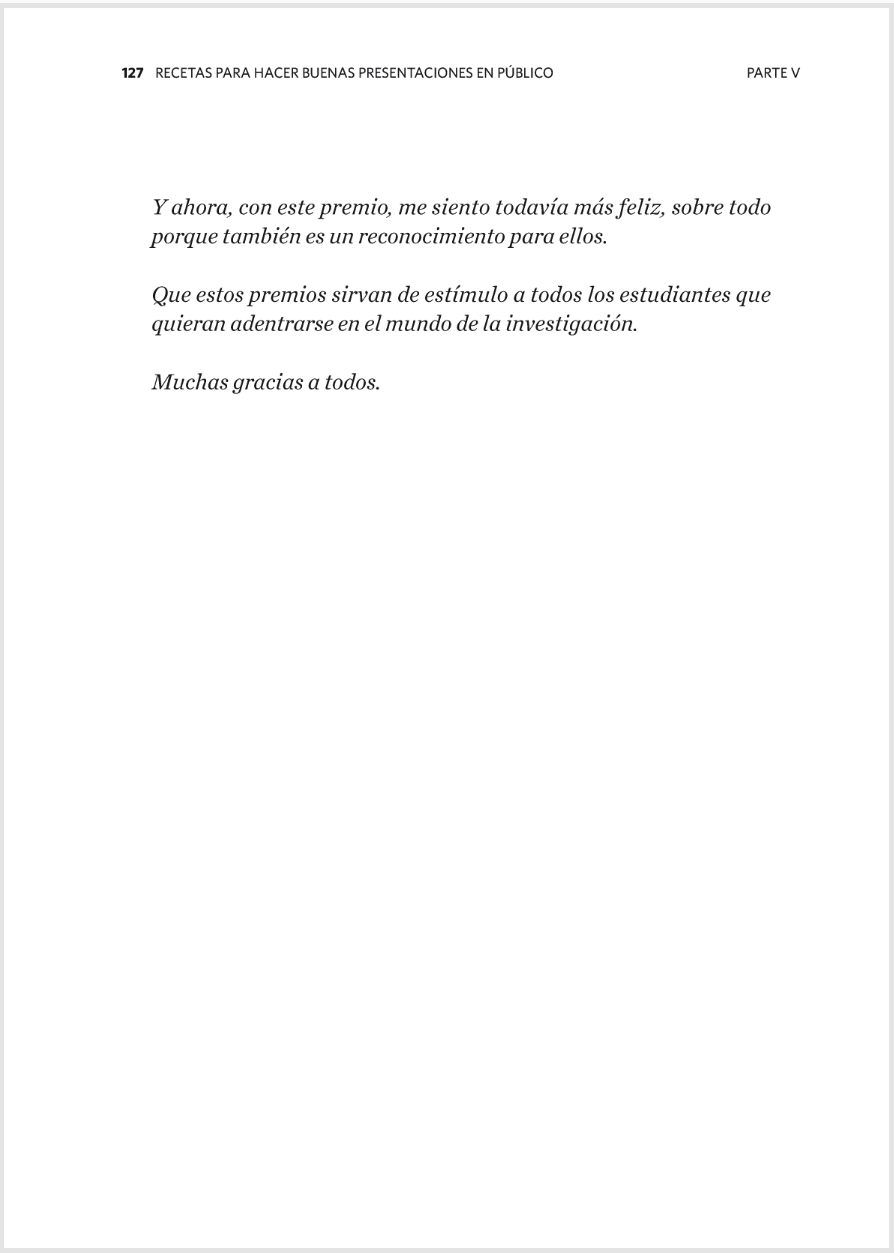 127 RECETAS PARA HACER BUENAS PRESENTACIONES EN PÚBLICO PARTE V
Y ahora, con este premio, me siento todavía más feliz, sobre todo
porque también es un reconocimiento para ellos.
Que estos premios sirvan de estímulo a todos los estudiantes que
quieran adentrarse en el mundo de la investigación.
Muchas gracias a todos.